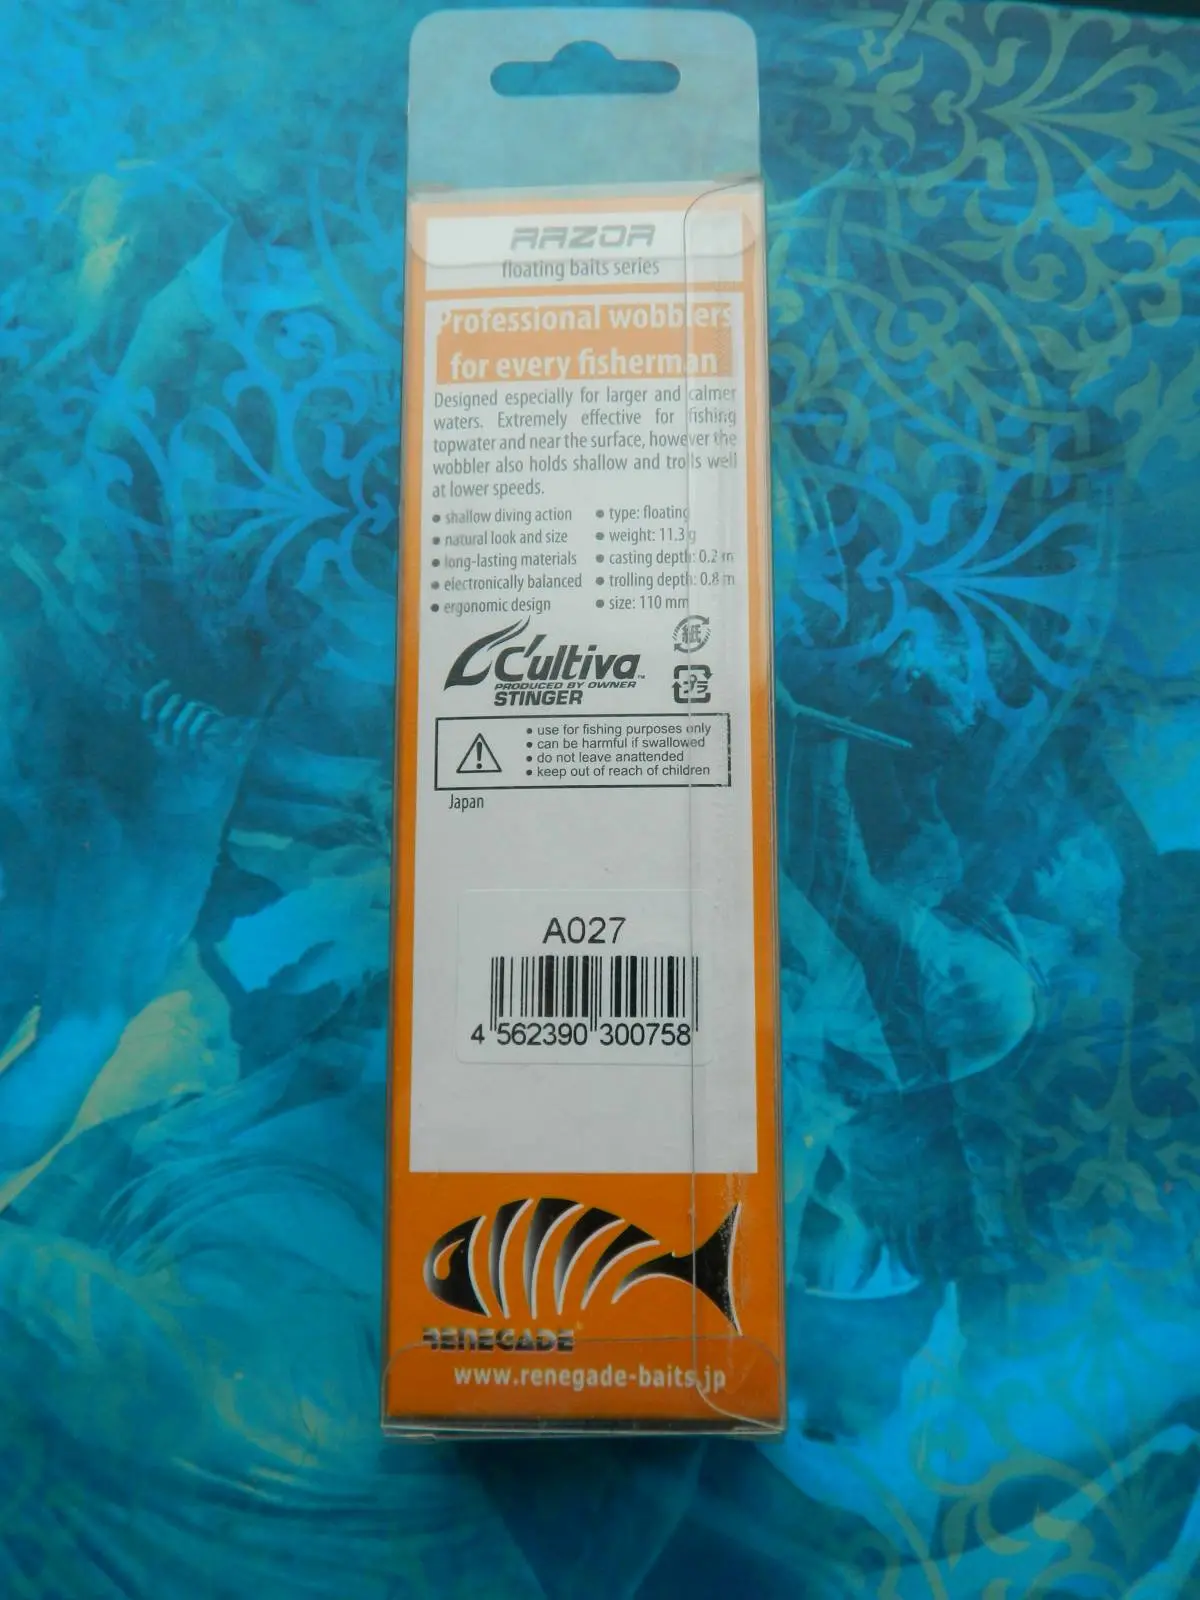 RAZOR
floating baits series
Professional wobblers
for every fisherman
Designed especially for larger and calmer
waters. Extremely effective for fishing
topwater and near the surface, however the
wobbler also holds shallow and trolls well
at lower speeds.
• shallow diving action
• natural look and size
• long-lasting materials
• electronically balanced
• ergonomic design
• type: floating
• weight: 11.3 g
• casting depth: 0.2 m
• trolling depth: 0.8 m
• size: 110 mm
紙
プラ
C'ultiva™
PRODUCED BY OWNER
STINGER
• use for fishing purposes only
• can be harmful if swallowed
• do not leave anattended
• keep out of reach of children
Japan
A027
4 562390 300758
RENEGADE®
www.renegade-baits.jp